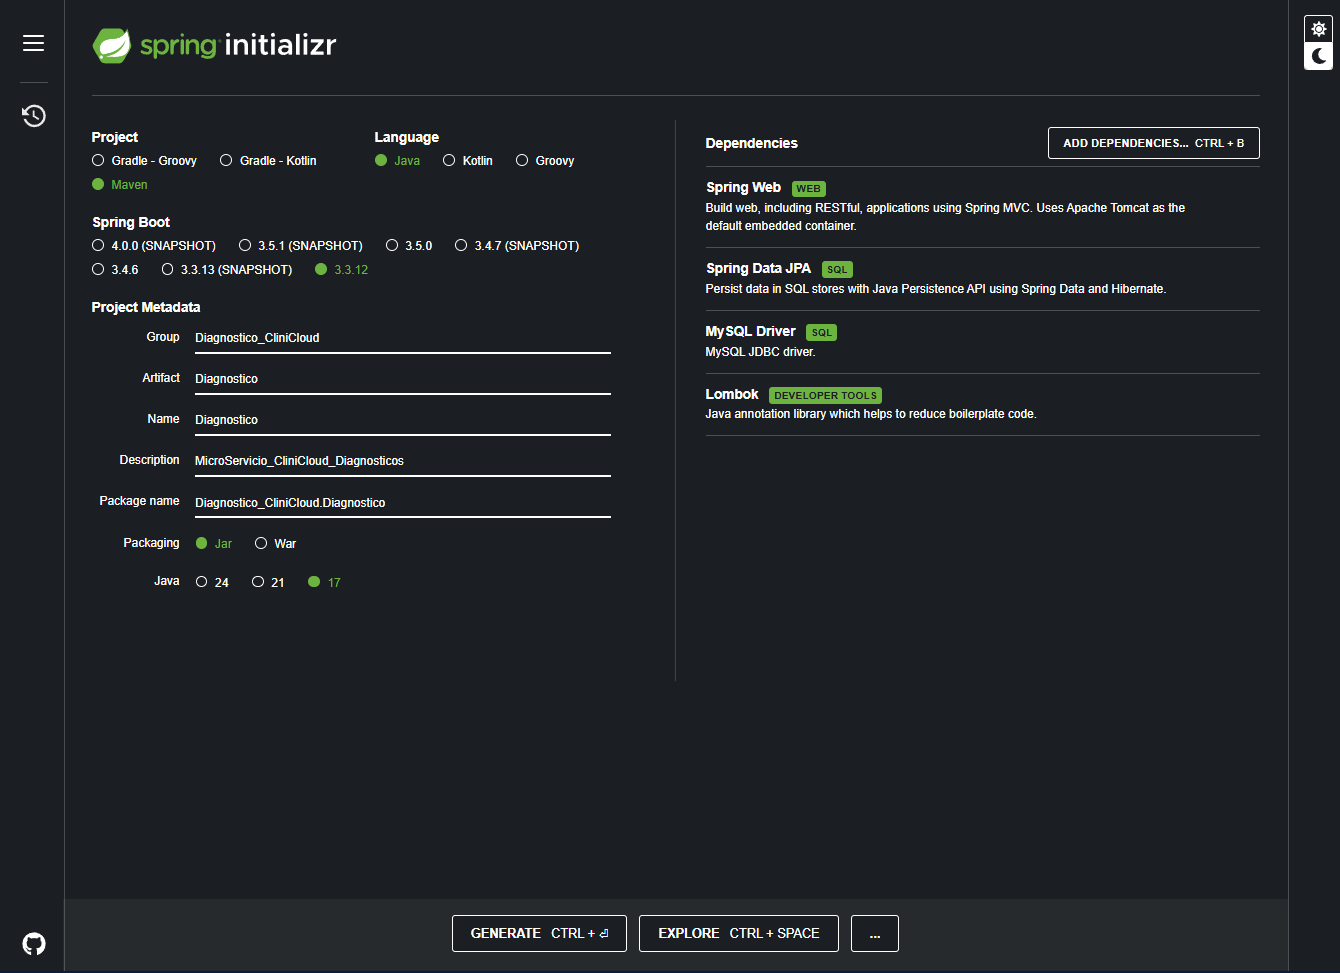 spring initializr
Project
Gradle - Groovy Gradle - Kotlin
Maven
Language
Java Kotlin Groovy
Spring Boot
4.0.0 (SNAPSHOT) 3.5.1 (SNAPSHOT) 3.5.0 3.4.7 (SNAPSHOT)
3.4.6 3.3.13 (SNAPSHOT) 3.3.12
Project Metadata
Group Diagnostico_CliniCloud
Artifact Diagnostico
Name Diagnostico
Description MicroServicio_CliniCloud_Diagnosticos
Package name Diagnostico_CliniCloud.Diagnostico
Packaging Jar War
Java 24 21 17
Dependencies ADD DEPENDENCIES... CTRL + B
Spring Web WEB
Build web, including RESTful, applications using Spring MVC. Uses Apache Tomcat as the
default embedded container.
Spring Data JPA SQL
Persist data in SQL stores with Java Persistence API using Spring Data and Hibernate.
MySQL Driver SQL
MySQL JDBC driver.
Lombok DEVELOPER TOOLS
Java annotation library which helps to reduce boilerplate code.
GENERATE CTRL + ⏎ EXPLORE CTRL + SPACE ...